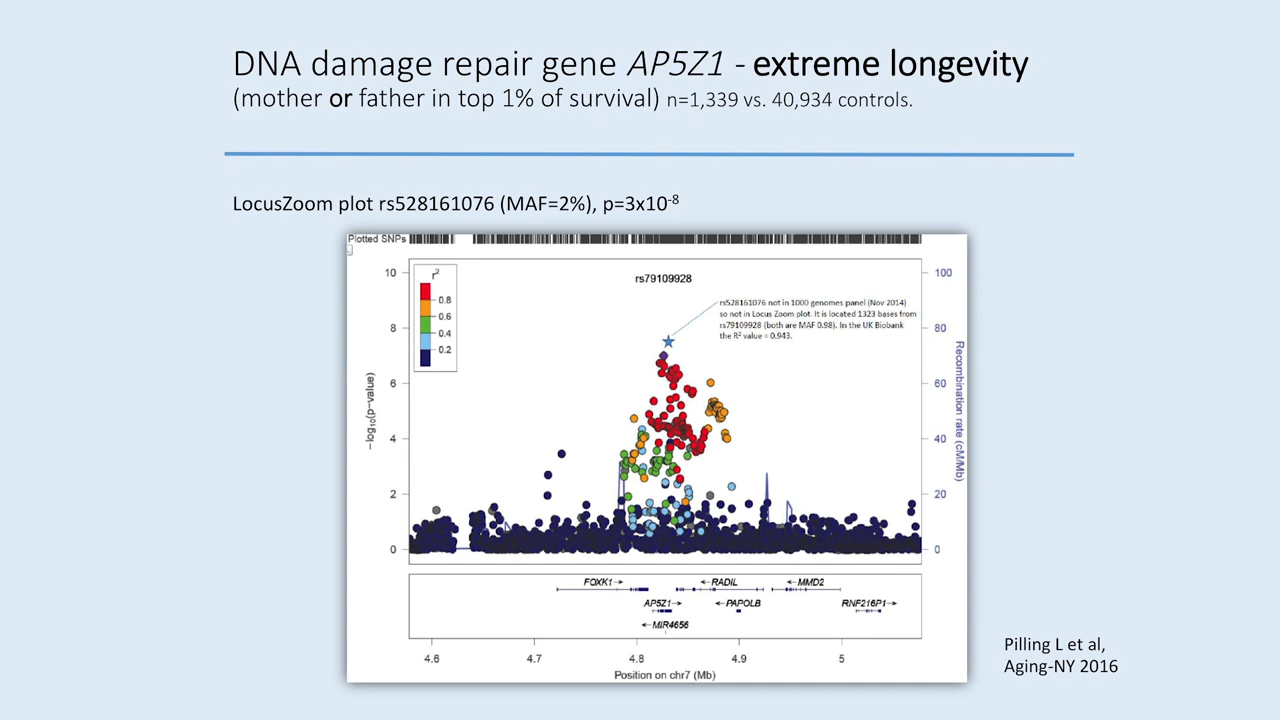 DNA damage repair gene AP5Z1 - extreme longevity
(mother or father in top 1% of survival) n=1,339 vs. 40,934 controls.
LocusZoom plot rs528161076 (MAF=2%), p=3x10-8
Plotted SNPs
r2
0.8
0.6
0.4
0.2
rs79109928
rs528161076 not in 1000 genomes panel (Nov 2014)
so not in Locus Zoom plot. It is located 1323 bases from
rs79109928 (both are MAF 0.98). In the UK Biobank
the R2 value = 0.943.
10
8
6
4
2
0
−log10(p−value)
100
80
60
40
20
0
Recombination rate (cM/Mb)
FOXK1
RADIL
MMD2
AP5Z1
PAPOLB
RNF216P1
MIR4656
4.6 4.7 4.8 4.9 5
Position on chr7 (Mb)
Pilling L et al,
Aging-NY 2016